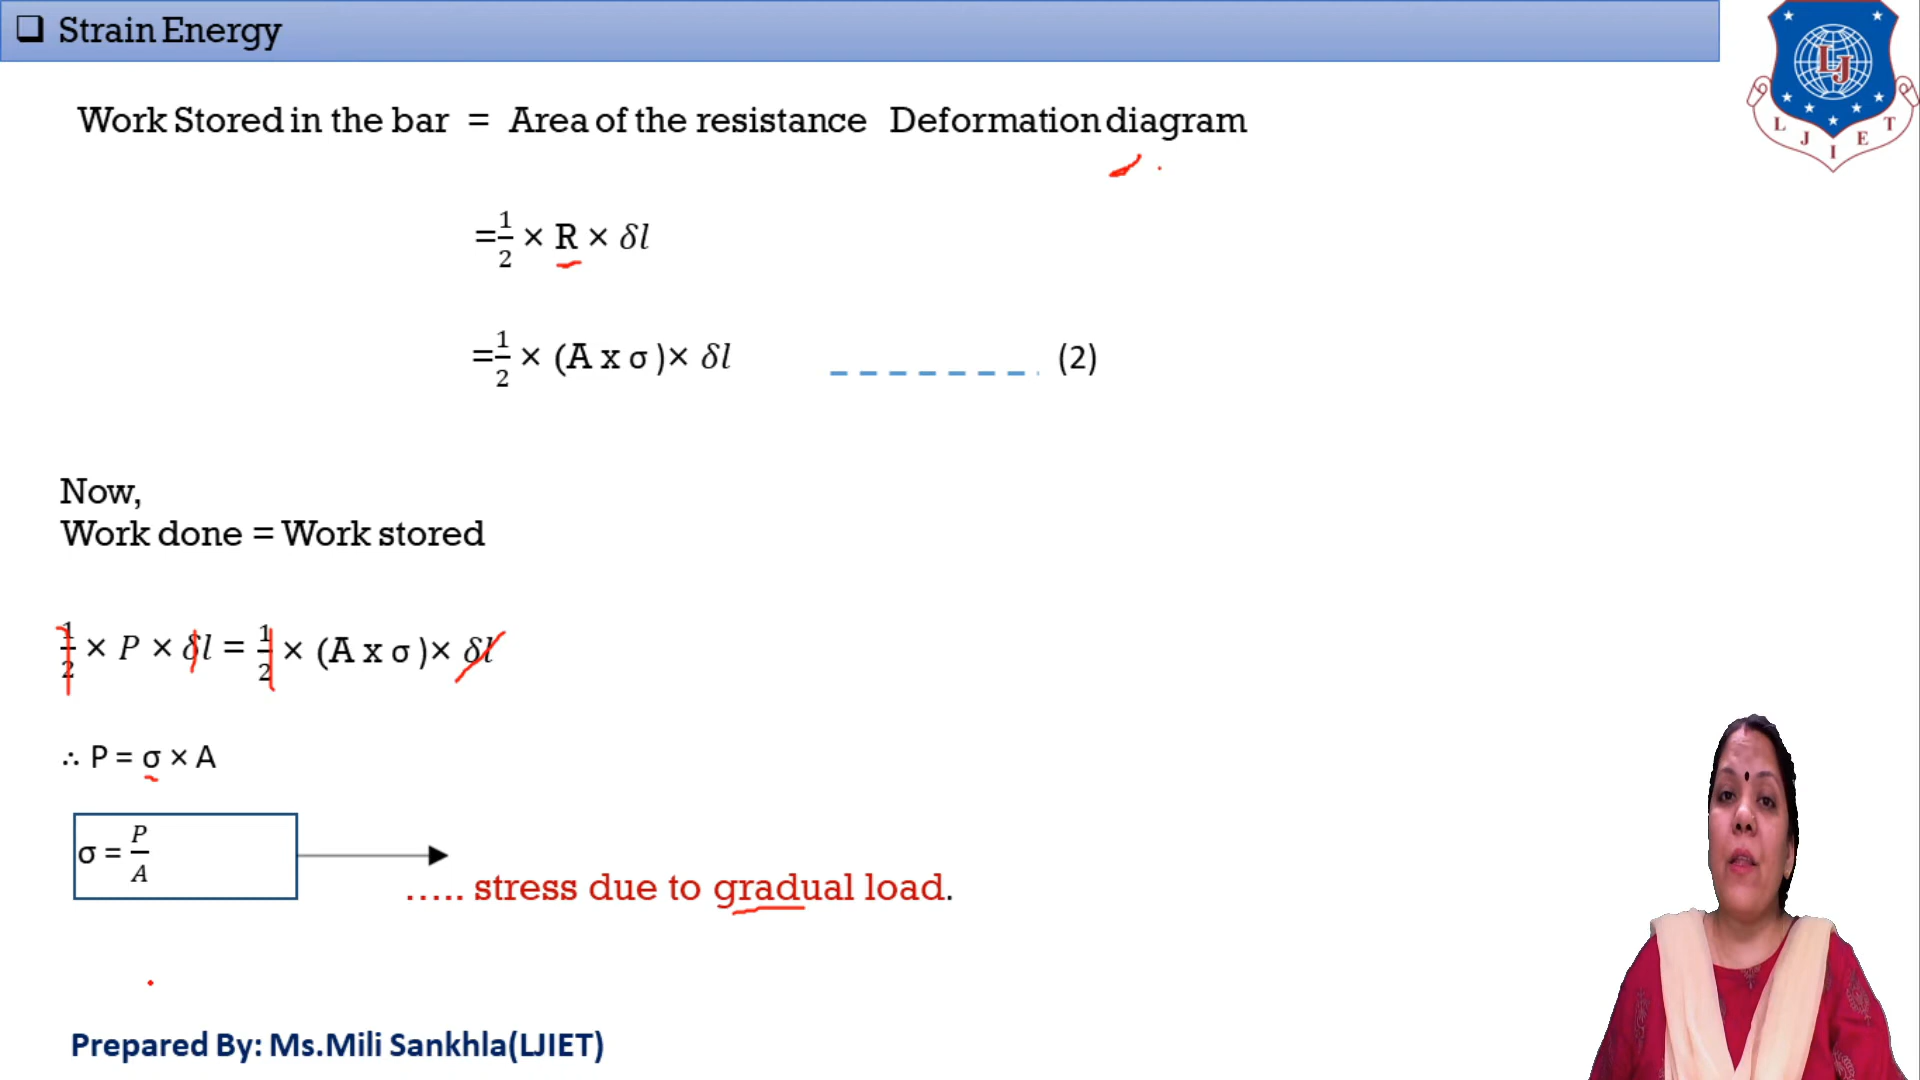 ❑ Strain Energy
Work Stored in the bar = Area of the resistance Deformation diagram
=1/2 × R × δl
=1/2 × (A x σ )× δl _ _ _ _ _ _ _ (2)
Now,
Work done = Work stored
1/2 × P × δl = 1/2 × (A x σ )× δl
∴ P = σ × A
σ = P/A
..... stress due to gradual load.
Prepared By: Ms.Mili Sankhla(LJIET)
LJ
L J I E T